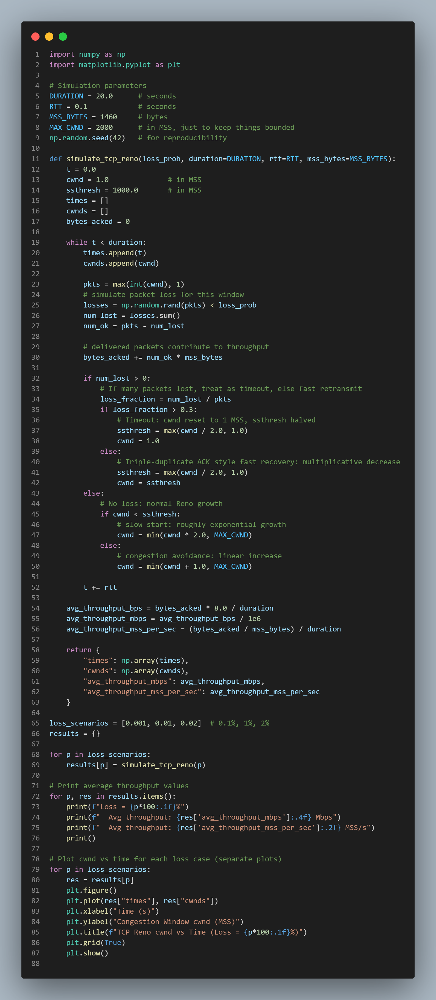 1 import numpy as np
2 import matplotlib.pyplot as plt
3
4 # Simulation parameters
5 DURATION = 20.0      # seconds
6 RTT = 0.1            # seconds
7 MSS_BYTES = 1460     # bytes
8 MAX_CWND = 2000      # in MSS, just to keep things bounded
9 np.random.seed(42)   # for reproducibility
10
11 def simulate_tcp_reno(loss_prob, duration=DURATION, rtt=RTT, mss_bytes=MSS_BYTES):
12     t = 0.0
13     cwnd = 1.0              # in MSS
14     ssthresh = 1000.0       # in MSS
15     times = []
16     cwnds = []
17     bytes_acked = 0
18
19     while t < duration:
20         times.append(t)
21         cwnds.append(cwnd)
22
23         pkts = max(int(cwnd), 1)
24         # simulate packet loss for this window
25         losses = np.random.rand(pkts) < loss_prob
26         num_lost = losses.sum()
27         num_ok = pkts - num_lost
28
29         # delivered packets contribute to throughput
30         bytes_acked += num_ok * mss_bytes
31
32         if num_lost > 0:
33             # If many packets lost, treat as timeout, else fast retransmit
34             loss_fraction = num_lost / pkts
35             if loss_fraction > 0.3:
36                 # Timeout: cwnd reset to 1 MSS, ssthresh halved
37                 ssthresh = max(cwnd / 2.0, 1.0)
38                 cwnd = 1.0
39             else:
40                 # Triple-duplicate ACK style fast recovery: multiplicative decrease
41                 ssthresh = max(cwnd / 2.0, 1.0)
42                 cwnd = ssthresh
43         else:
44             # No loss: normal Reno growth
45             if cwnd < ssthresh:
46                 # slow start: roughly exponential growth
47                 cwnd = min(cwnd * 2.0, MAX_CWND)
48             else:
49                 # congestion avoidance: linear increase
50                 cwnd = min(cwnd + 1.0, MAX_CWND)
51
52         t += rtt
53
54     avg_throughput_bps = bytes_acked * 8.0 / duration
55     avg_throughput_mbps = avg_throughput_bps / 1e6
56     avg_throughput_mss_per_sec = (bytes_acked / mss_bytes) / duration
57
58     return {
59         "times": np.array(times),
60         "cwnds": np.array(cwnds),
61         "avg_throughput_mbps": avg_throughput_mbps,
62         "avg_throughput_mss_per_sec": avg_throughput_mss_per_sec
63     }
64
65 loss_scenarios = [0.001, 0.01, 0.02]  # 0.1%, 1%, 2%
66 results = {}
67
68 for p in loss_scenarios:
69     results[p] = simulate_tcp_reno(p)
70
71 # Print average throughput values
72 for p, res in results.items():
73     print(f"Loss = {p*100:.1f}%")
74     print(f"  Avg throughput: {res['avg_throughput_mbps']:.4f} Mbps")
75     print(f"  Avg throughput: {res['avg_throughput_mss_per_sec']:.2f} MSS/s")
76     print()
77
78 # Plot cwnd vs time for each loss case (separate plots)
79 for p in loss_scenarios:
80     res = results[p]
81     plt.figure()
82     plt.plot(res["times"], res["cwnds"])
83     plt.xlabel("Time (s)")
84     plt.ylabel("Congestion Window cwnd (MSS)")
85     plt.title(f"TCP Reno cwnd vs Time (Loss = {p*100:.1f}%)")
86     plt.grid(True)
87     plt.show()
88